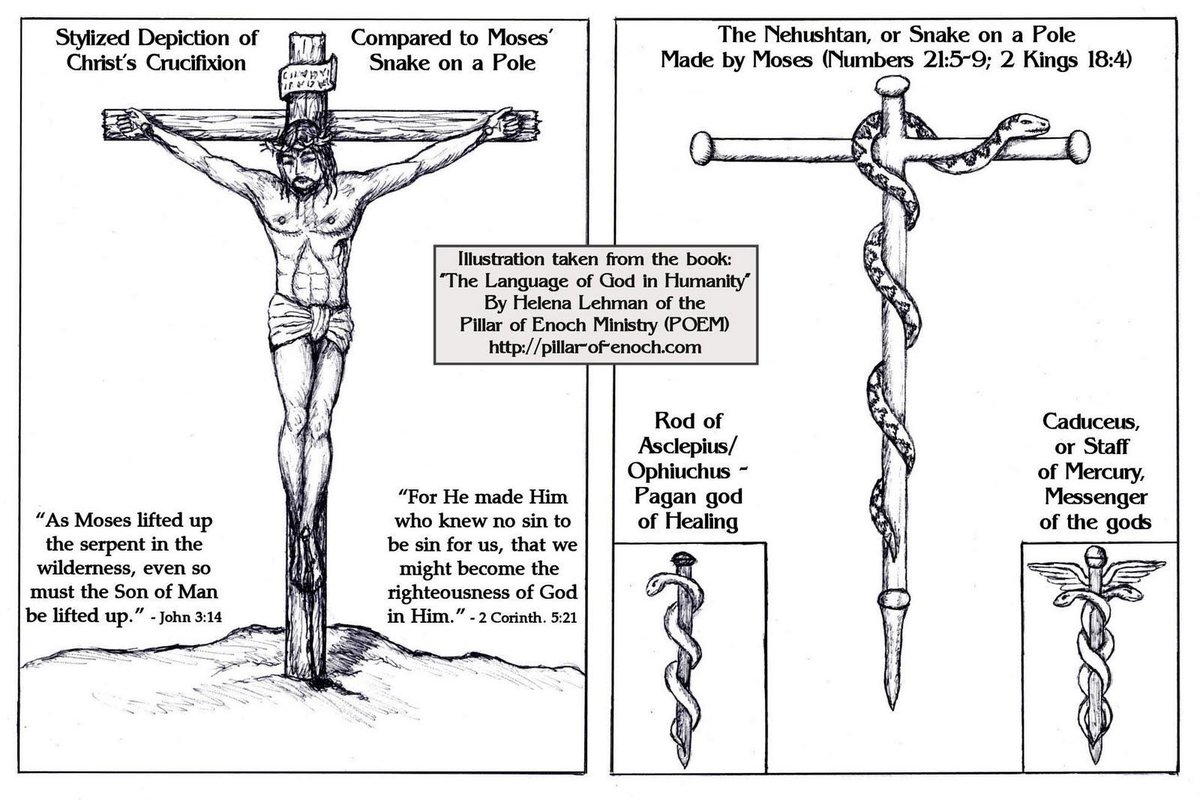 Stylized Depiction of
Christ's Crucifixion
Compared to Moses'
Snake on a Pole
"As Moses lifted up
the serpent in the
wilderness, even so
must the Son of Man
be lifted up." - John 3:14
"For He made Him
who knew no sin to
be sin for us, that we
might become the
righteousness of God
in Him." - 2 Corinth. 5:21
Illustration taken from the book:
"The Language of God in Humanity"
By Helena Lehman of the
Pillar of Enoch Ministry (POEM)
http://pillar-of-enoch.com
The Nehushtan, or Snake on a Pole
Made by Moses (Numbers 21:5-9; 2 Kings 18:4)
Rod of
Asclepius/
Ophiuchus -
Pagan god
of Healing
Caduceus,
or Staff
of Mercury,
Messenger
of the gods